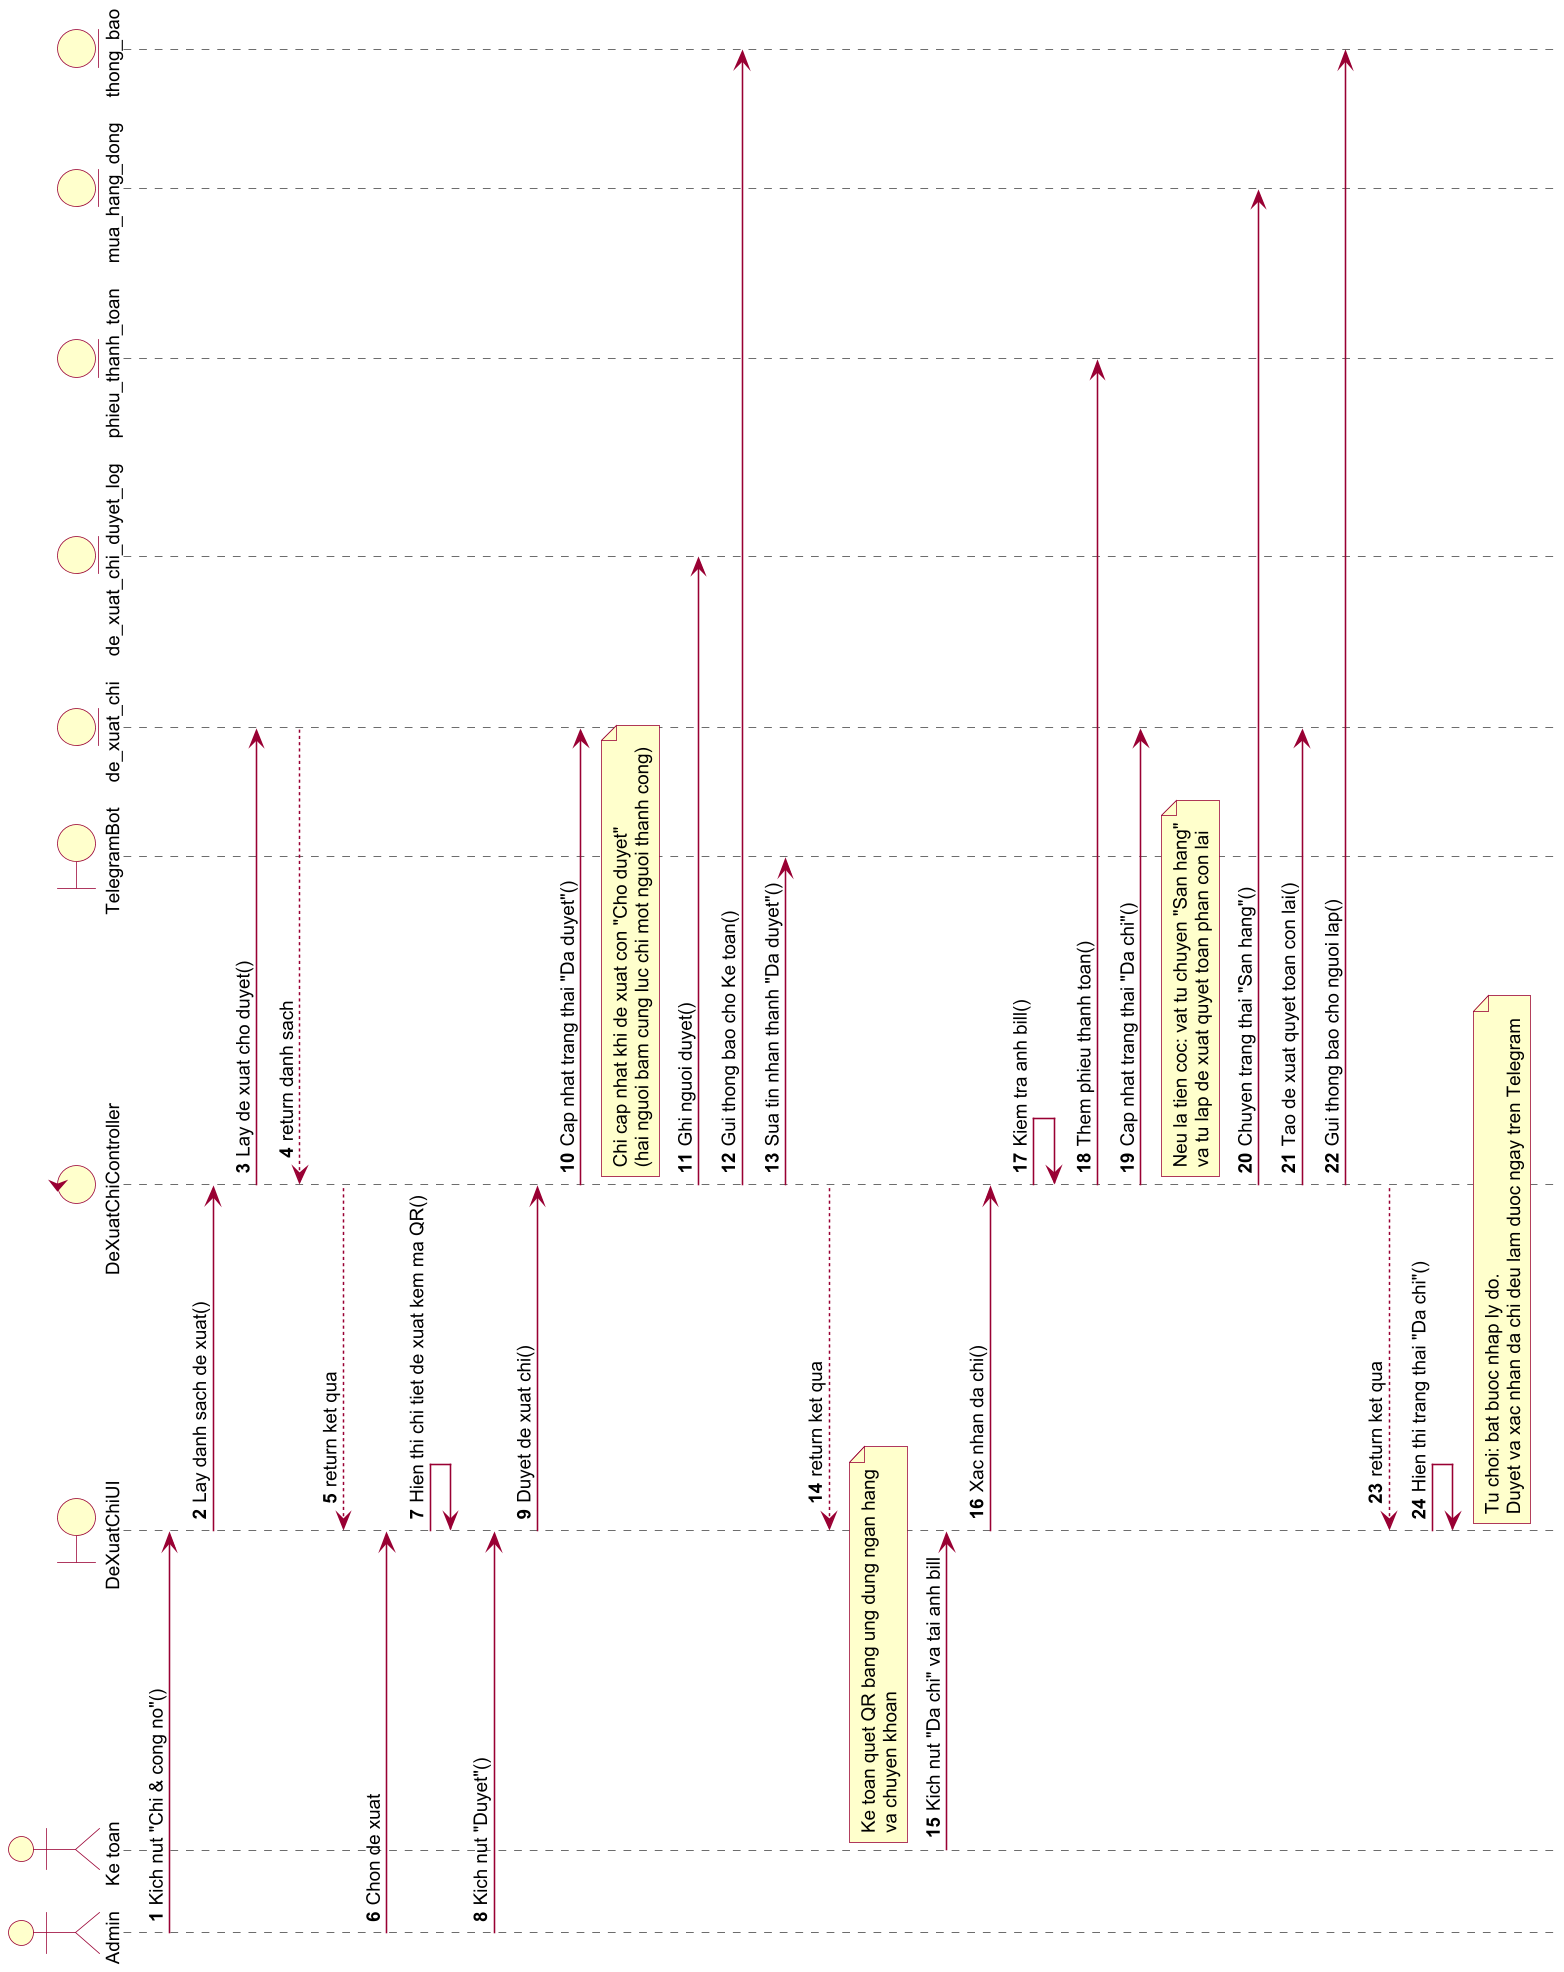 Admin
Ke toan
DeXuatChiUI
DeXuatChiController
TelegramBot
de_xuat_chi
de_xuat_chi_duyet_log
phieu_thanh_toan
mua_hang_dong
thong_bao
1 Kich nut "Chi & cong no"()
2 Lay danh sach de xuat()
3 Lay de xuat cho duyet()
4 return danh sach
5 return ket qua
6 Chon de xuat
7 Hien thi chi tiet de xuat kem ma QR()
8 Kich nut "Duyet"()
9 Duyet de xuat chi()
10 Cap nhat trang thai "Da duyet"()
Chi cap nhat khi de xuat con "Cho duyet"
(hai nguoi bam cung luc chi mot nguoi thanh cong)
11 Ghi nguoi duyet()
12 Gui thong bao cho Ke toan()
13 Sua tin nhan thanh "Da duyet"()
14 return ket qua
Ke toan quet QR bang ung dung ngan hang
va chuyen khoan
15 Kich nut "Da chi" va tai anh bill
16 Xac nhan da chi()
17 Kiem tra anh bill()
18 Them phieu thanh toan()
19 Cap nhat trang thai "Da chi"()
Neu la tien coc: vat tu chuyen "San hang"
va tu lap de xuat quyet toan phan con lai
20 Chuyen trang thai "San hang"()
21 Tao de xuat quyet toan con lai()
22 Gui thong bao cho nguoi lap()
23 return ket qua
24 Hien thi trang thai "Da chi"()
Tu choi: bat buoc nhap ly do.
Duyet va xac nhan da chi deu lam duoc ngay tren Telegram